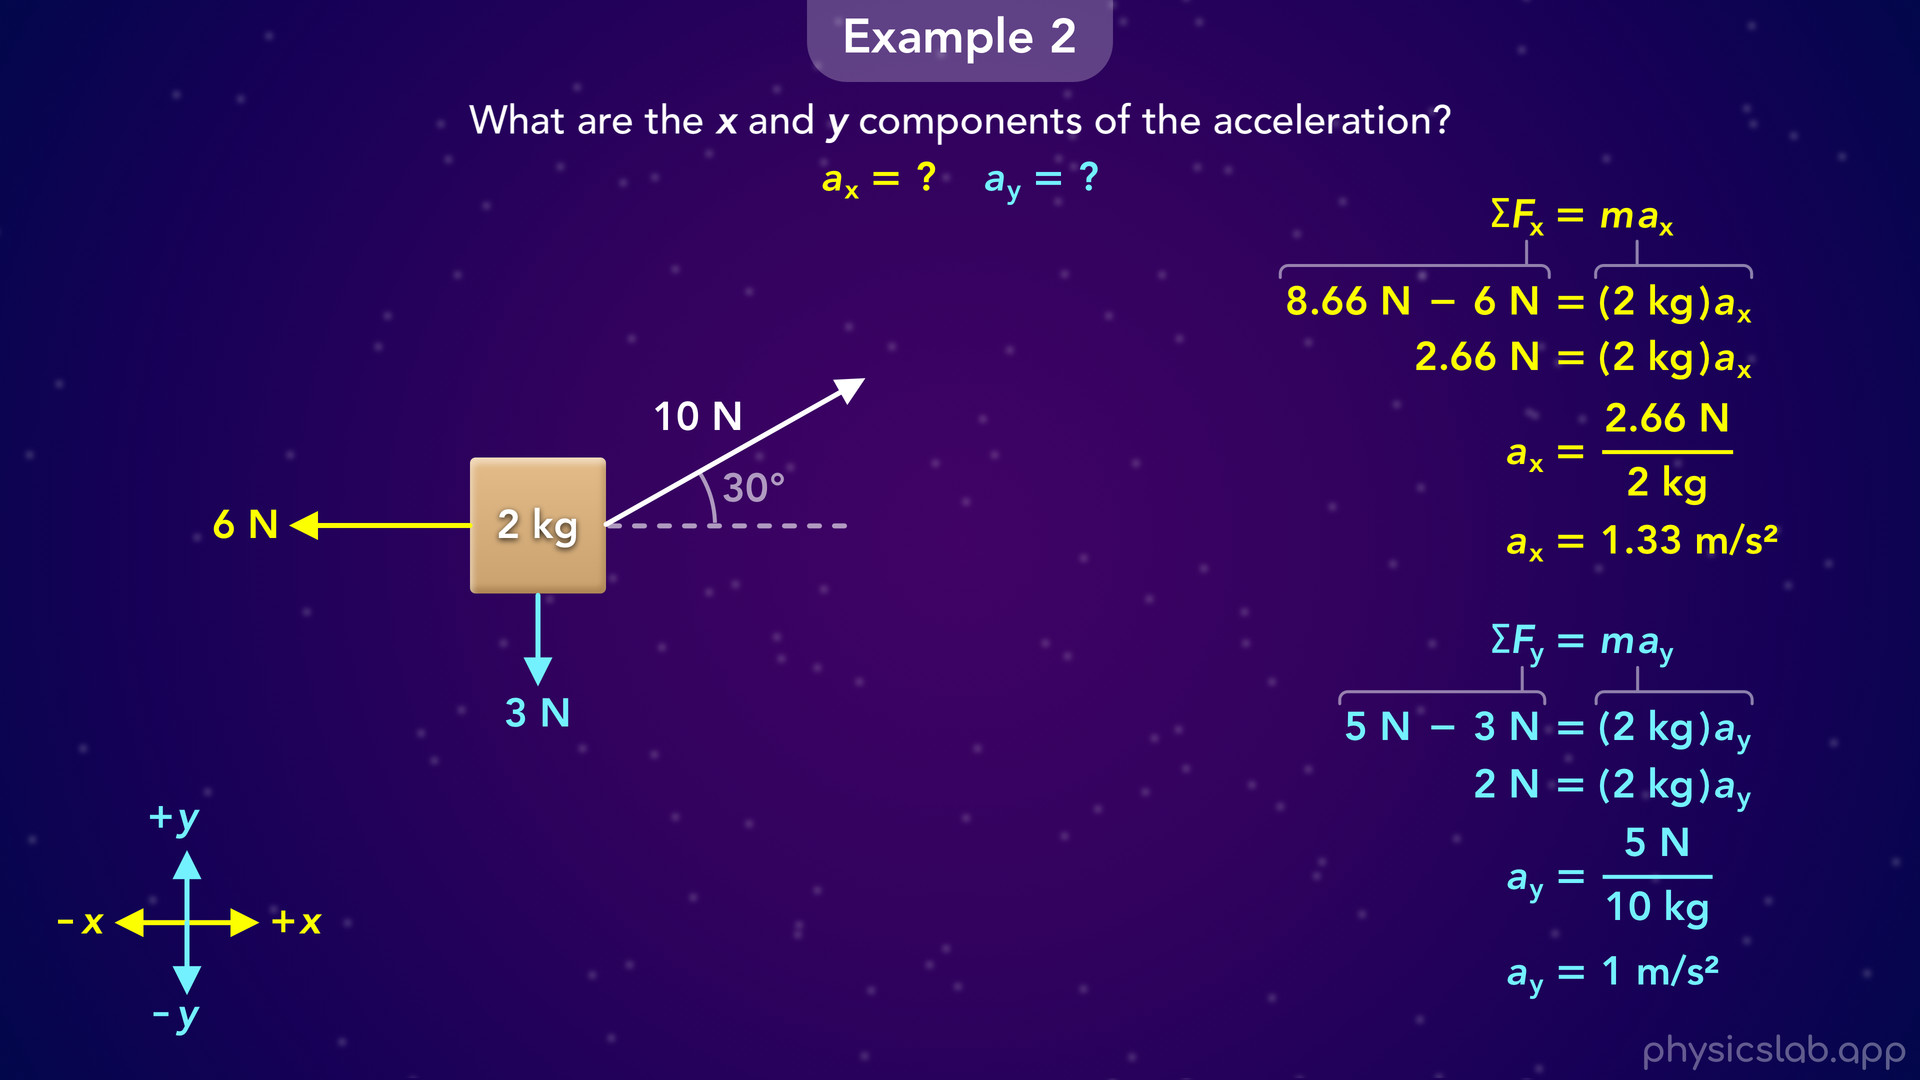 Example 2
What are the x and y components of the acceleration?
aₓ = ? a_y = ?
10 N
30°
6 N
2 kg
3 N
+y
-x
+x
-y
ΣFₓ = maₓ
8.66 N − 6 N = (2 kg)aₓ
2.66 N = (2 kg)aₓ
aₓ = 2.66 N / 2 kg
aₓ = 1.33 m/s²
ΣF_y = ma_y
5 N − 3 N = (2 kg)a_y
2 N = (2 kg)a_y
a_y = 5 N / 10 kg
a_y = 1 m/s²
physicslab.app